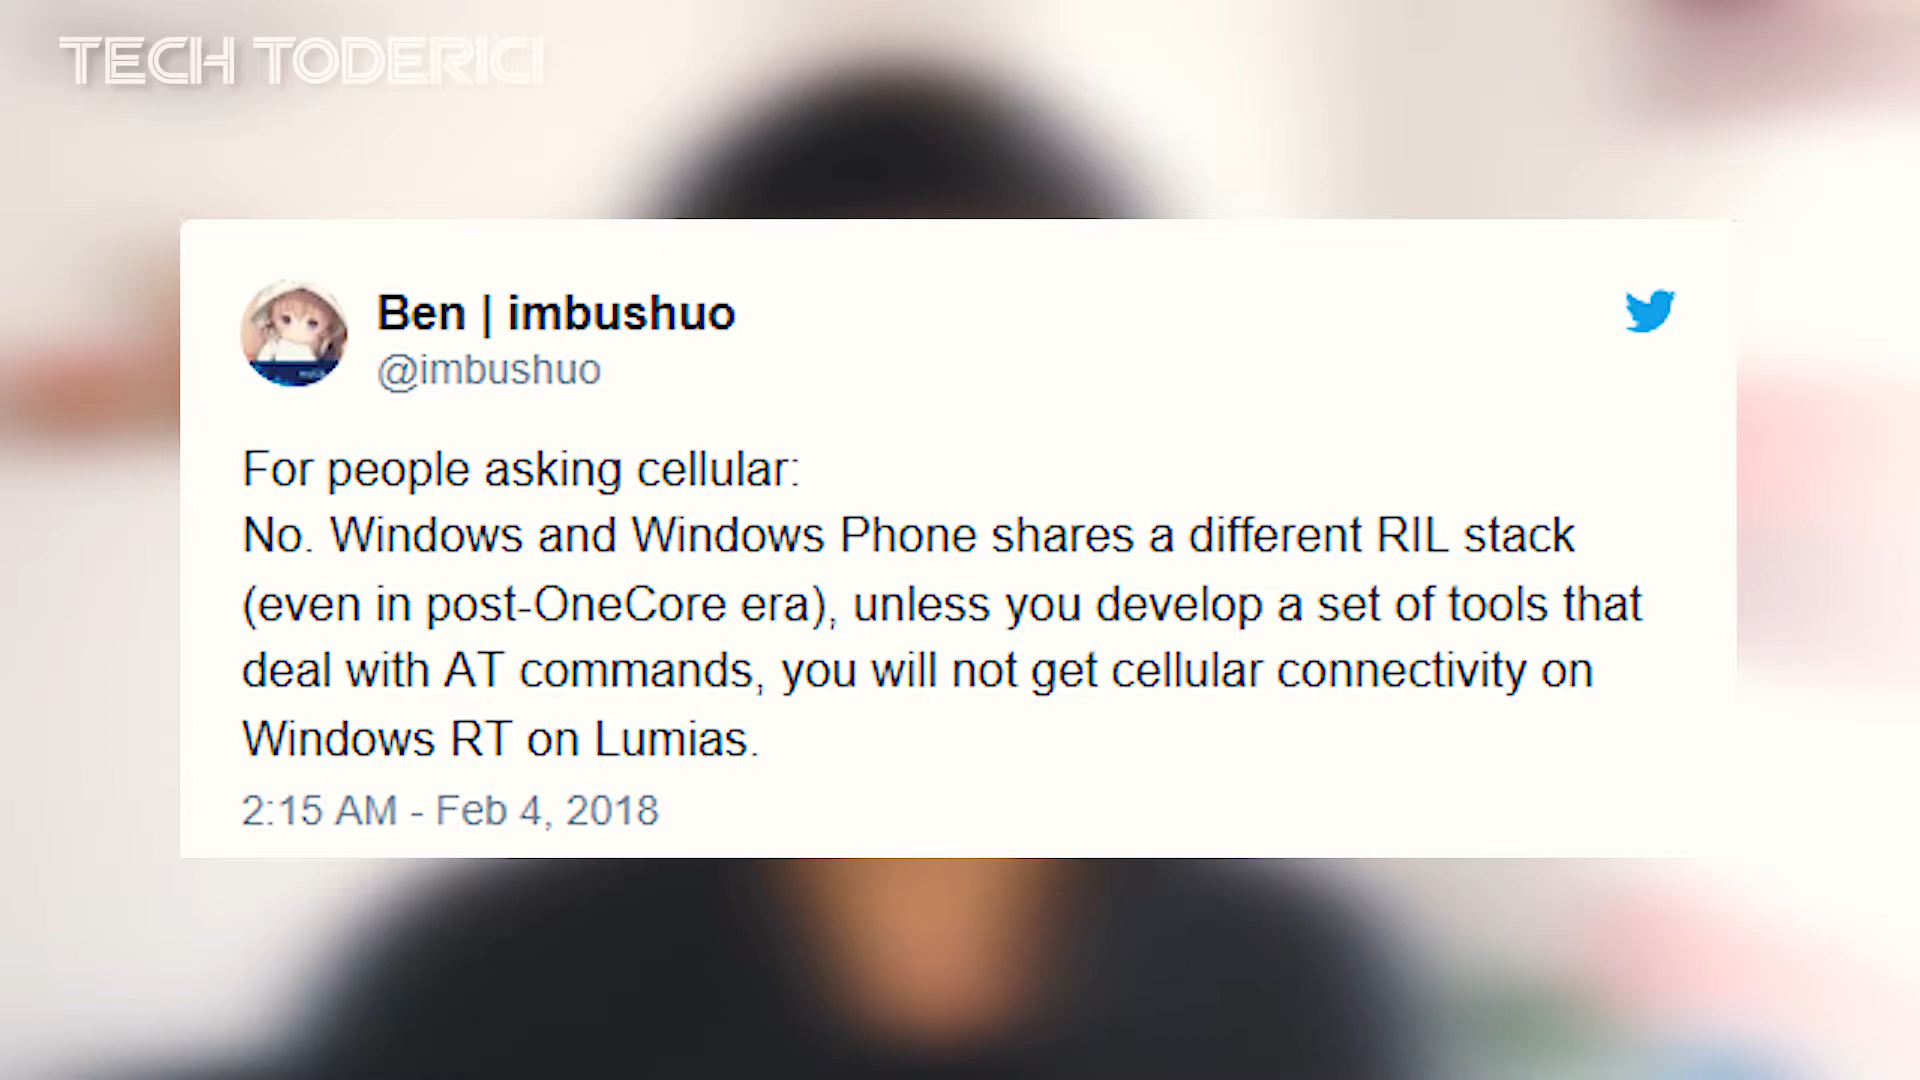 TECH TODERICI
Ben | imbushuo
@imbushuo
For people asking cellular:
No. Windows and Windows Phone shares a different RIL stack
(even in post-OneCore era), unless you develop a set of tools that
deal with AT commands, you will not get cellular connectivity on
Windows RT on Lumias.
2:15 AM - Feb 4, 2018